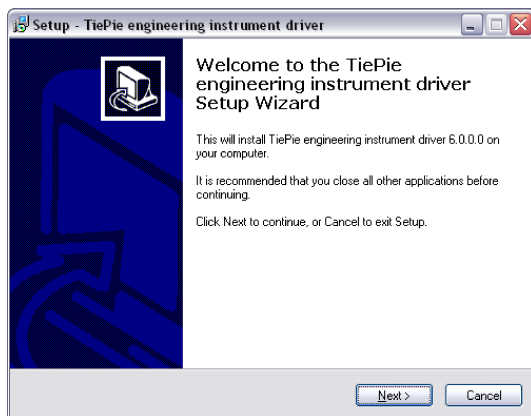 Setup - TiePie engineering instrument driver
Welcome to the TiePie
engineering instrument driver
Setup Wizard
This will install TiePie engineering instrument driver 6.0.0.0 on
your computer.
It is recommended that you close all other applications before
continuing.
Click Next to continue, or Cancel to exit Setup.
Next > Cancel